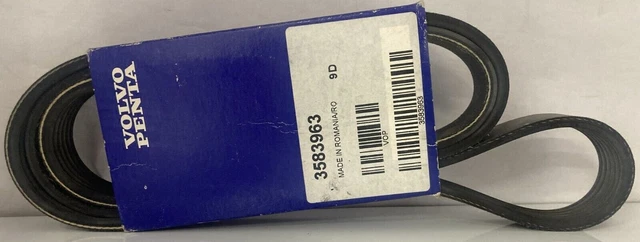 VOLVO
PENTA
3583963
9D
MADE IN ROMANIA/RO
VOP
3583963